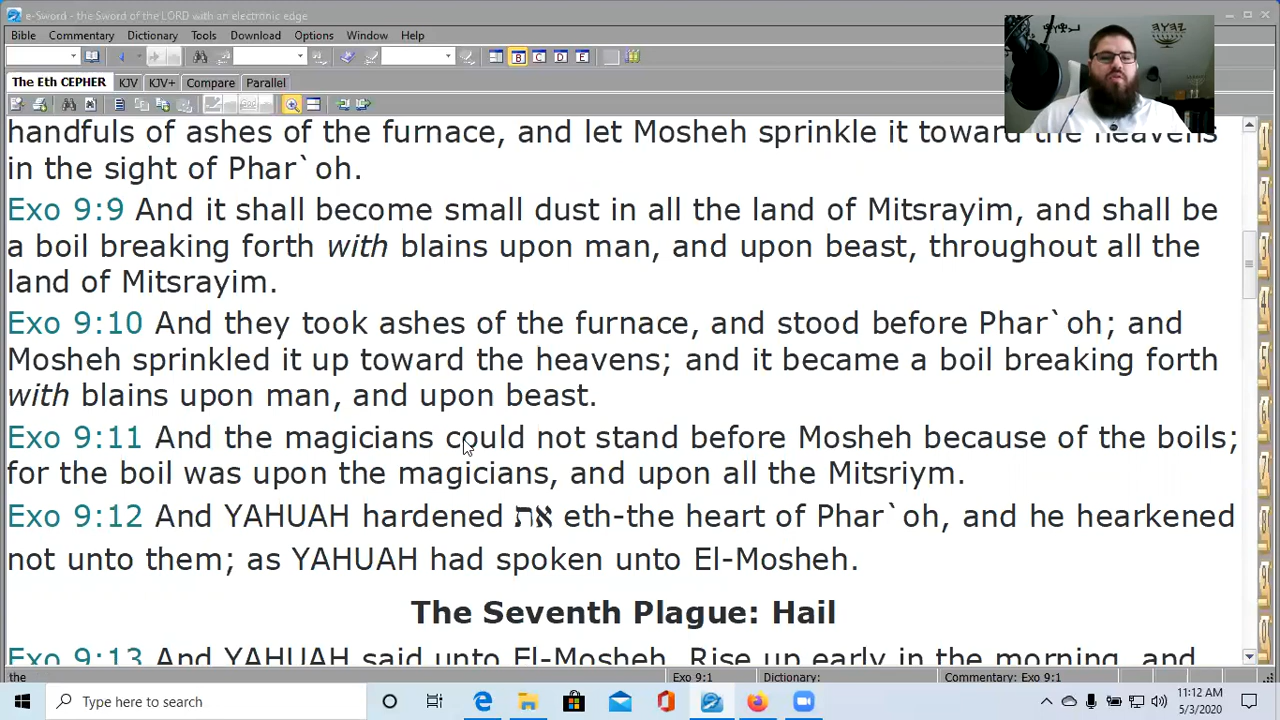 e-Sword - the Sword of the LORD with an electronic edge
Bible Commentary Dictionary Tools Download Options Window Help
B C D E
The Eth CEPHER KJV KJV+ Compare Parallel
handfuls of ashes of the furnace, and let Mosheh sprinkle it toward the heavens
in the sight of Phar`oh.
Exo 9:9 And it shall become small dust in all the land of Mitsrayim, and shall be
a boil breaking forth with blains upon man, and upon beast, throughout all the
land of Mitsrayim.
Exo 9:10 And they took ashes of the furnace, and stood before Phar`oh; and
Mosheh sprinkled it up toward the heavens; and it became a boil breaking forth
with blains upon man, and upon beast.
Exo 9:11 And the magicians could not stand before Mosheh because of the boils;
for the boil was upon the magicians, and upon all the Mitsriym.
Exo 9:12 And YAHUAH hardened את eth-the heart of Phar`oh, and he hearkened
not unto them; as YAHUAH had spoken unto El-Mosheh.
The Seventh Plague: Hail
Exo 9:13 And YAHUAH said unto El-Mosheh, Rise up early in the morning, and
the Exo 9:1 Dictionary: Commentary: Exo 9:1
Type here to search
11:12 AM
5/3/2020